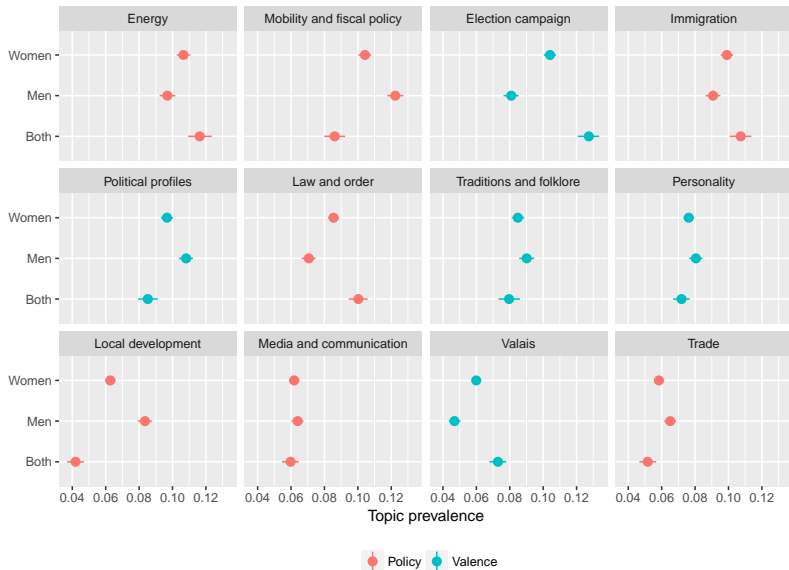 Energy Mobility and fiscal policy Election campaign Immigration
Women
Men
Both
Political profiles Law and order Traditions and folklore Personality
Women
Men
Both
Local development Media and communication Valais Trade
Women
Men
Both
0.04 0.06 0.08 0.10 0.12 0.04 0.06 0.08 0.10 0.12 0.04 0.06 0.08 0.10 0.12 0.04 0.06 0.08 0.10 0.12
Topic prevalence
Policy Valence